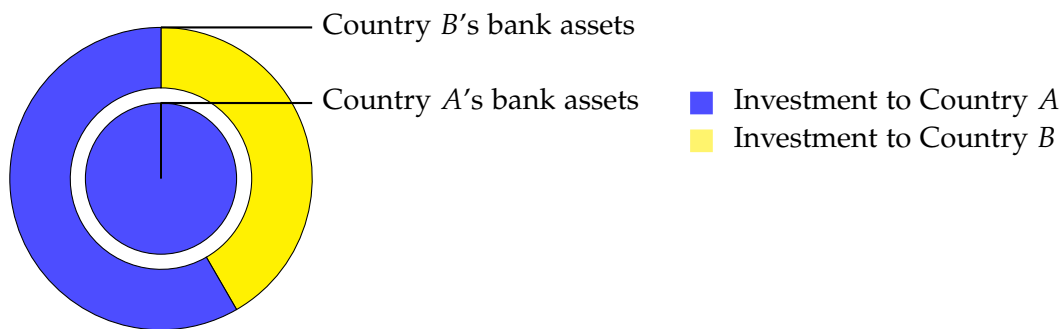 Country B's bank assets
Country A's bank assets
Investment to Country A
Investment to Country B